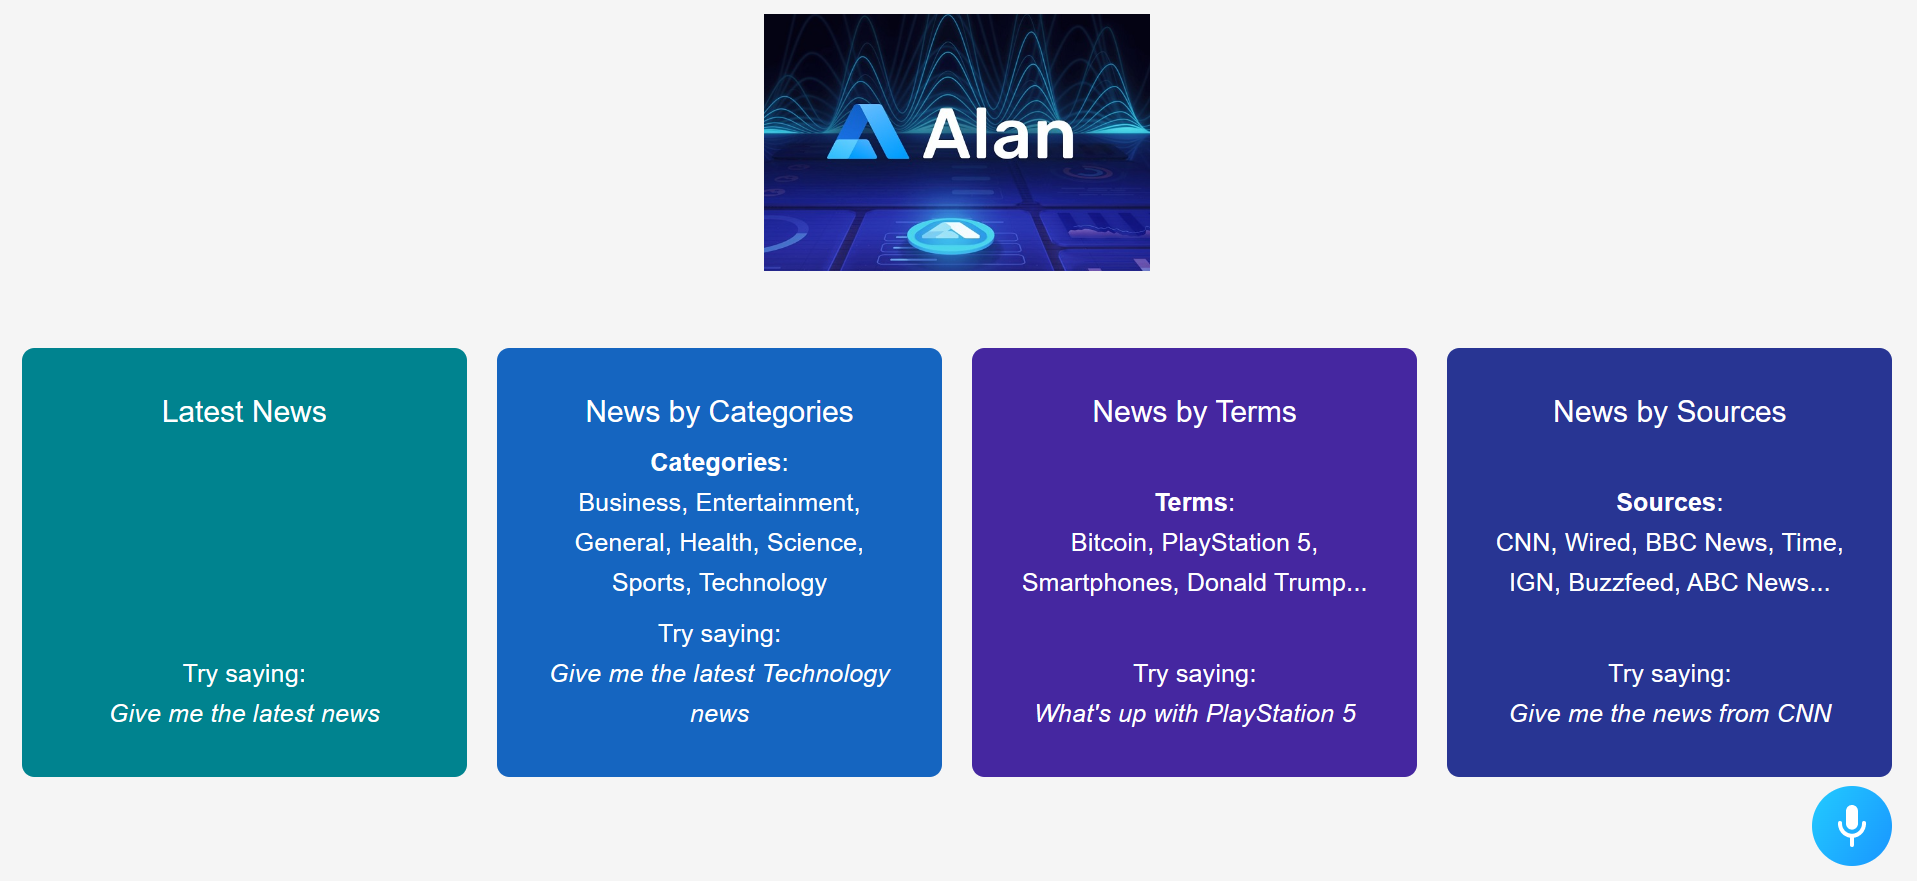 Alan
Latest News
Try saying:
Give me the latest news
News by Categories
Categories:
Business, Entertainment,
General, Health, Science,
Sports, Technology
Try saying:
Give me the latest Technology
news
News by Terms
Terms:
Bitcoin, PlayStation 5,
Smartphones, Donald Trump...
Try saying:
What's up with PlayStation 5
News by Sources
Sources:
CNN, Wired, BBC News, Time,
IGN, Buzzfeed, ABC News...
Try saying:
Give me the news from CNN